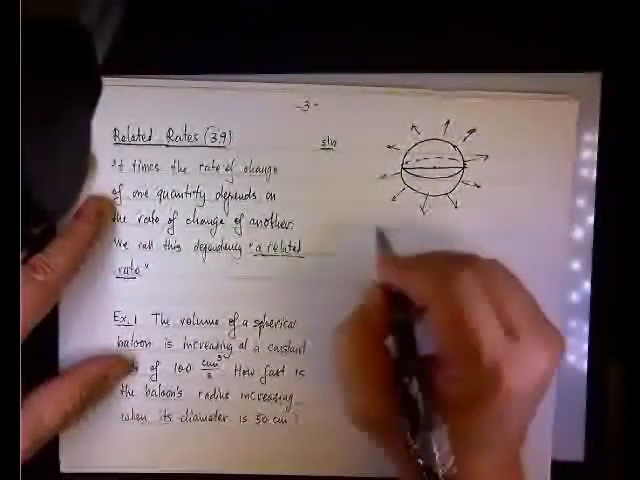 -3-
Related Rates (3.9)
At times the rate of change
of one quantity depends on
the rate of change of another.
We call this dependency "a related
rate"
Ex. 1 The volume of a spherical
baloon is increasing at a constant
of 100 cm³/s. How fast is
the baloon's radius increasing
when its diameter is 50 cm?
sln